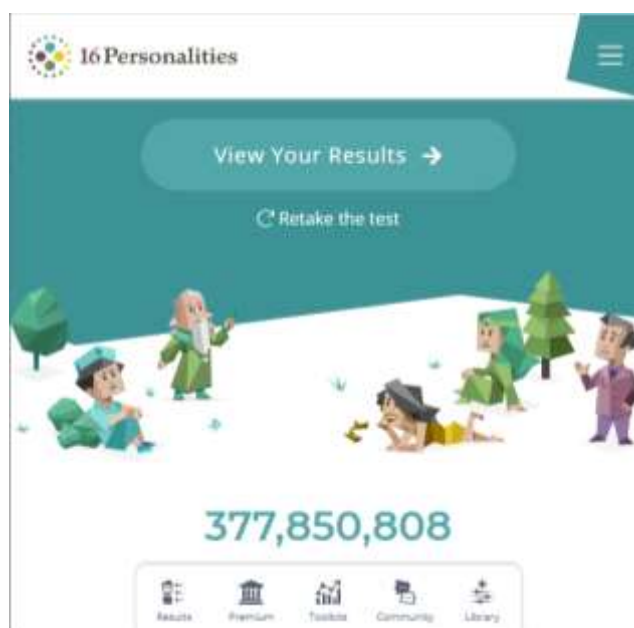 16Personalities
View Your Results →
Retake the test
377,850,808
Results Premium Toolkits Community Library